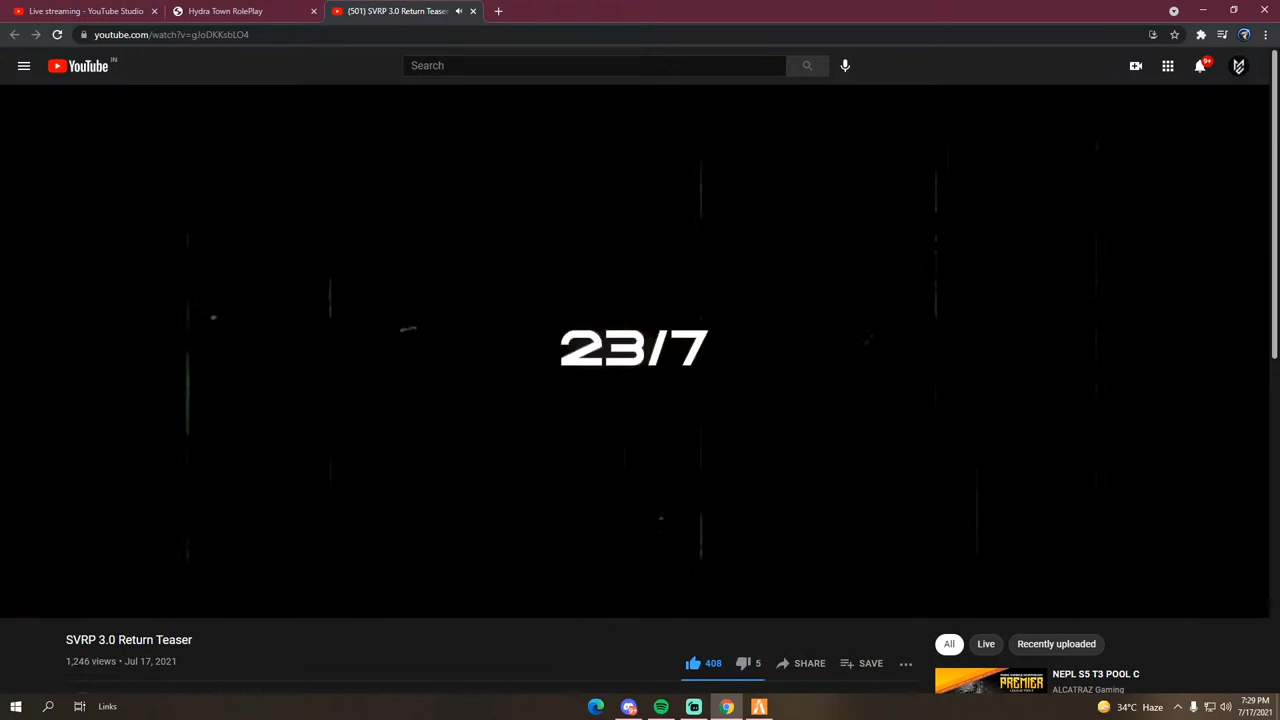 Live streaming - YouTube Studio
Hydra Town RolePlay
(501) SVRP 3.0 Return Teaser
youtube.com/watch?v=gJoDKKsbLO4
YouTube IN
Search
9+
23/7
SVRP 3.0 Return Teaser
1,246 views • Jul 17, 2021
408
5
SHARE
SAVE
All
Live
Recently uploaded
PREMIER
NEPL S5 T3 POOL C
ALCATRAZ Gaming
Links
34°C Haze
7:29 PM
7/17/2021